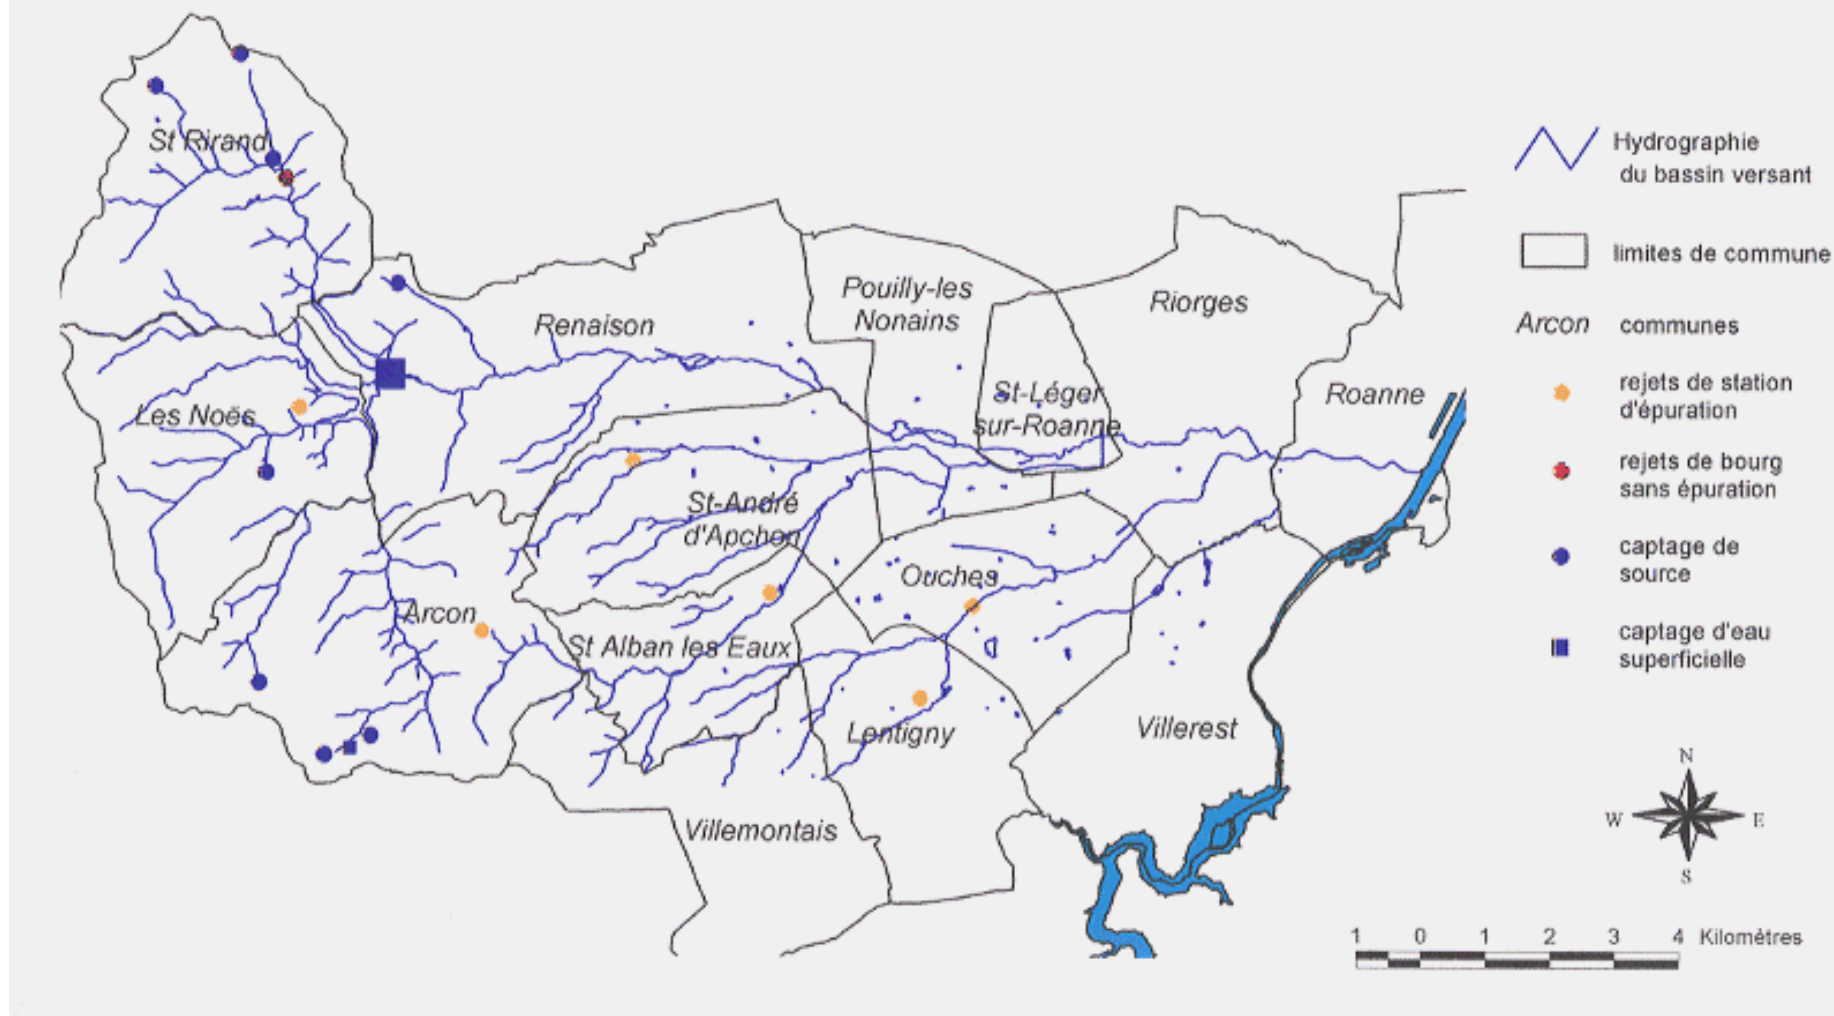 St Rirand
Renaison
Pouilly-les
Nonains
Riorges
Les Noës
St-Léger
sur-Roanne
Roanne
St-André
d'Apchon
Arcon
Ouches
St Alban les Eaux
Lentigny
Villerest
Villemontais
Hydrographie
du bassin versant
limites de commune
Arcon communes
rejets de station
d'épuration
rejets de bourg
sans épuration
captage de
source
captage d'eau
superficielle
N
W E
S
1 0 1 2 3 4 Kilomètres